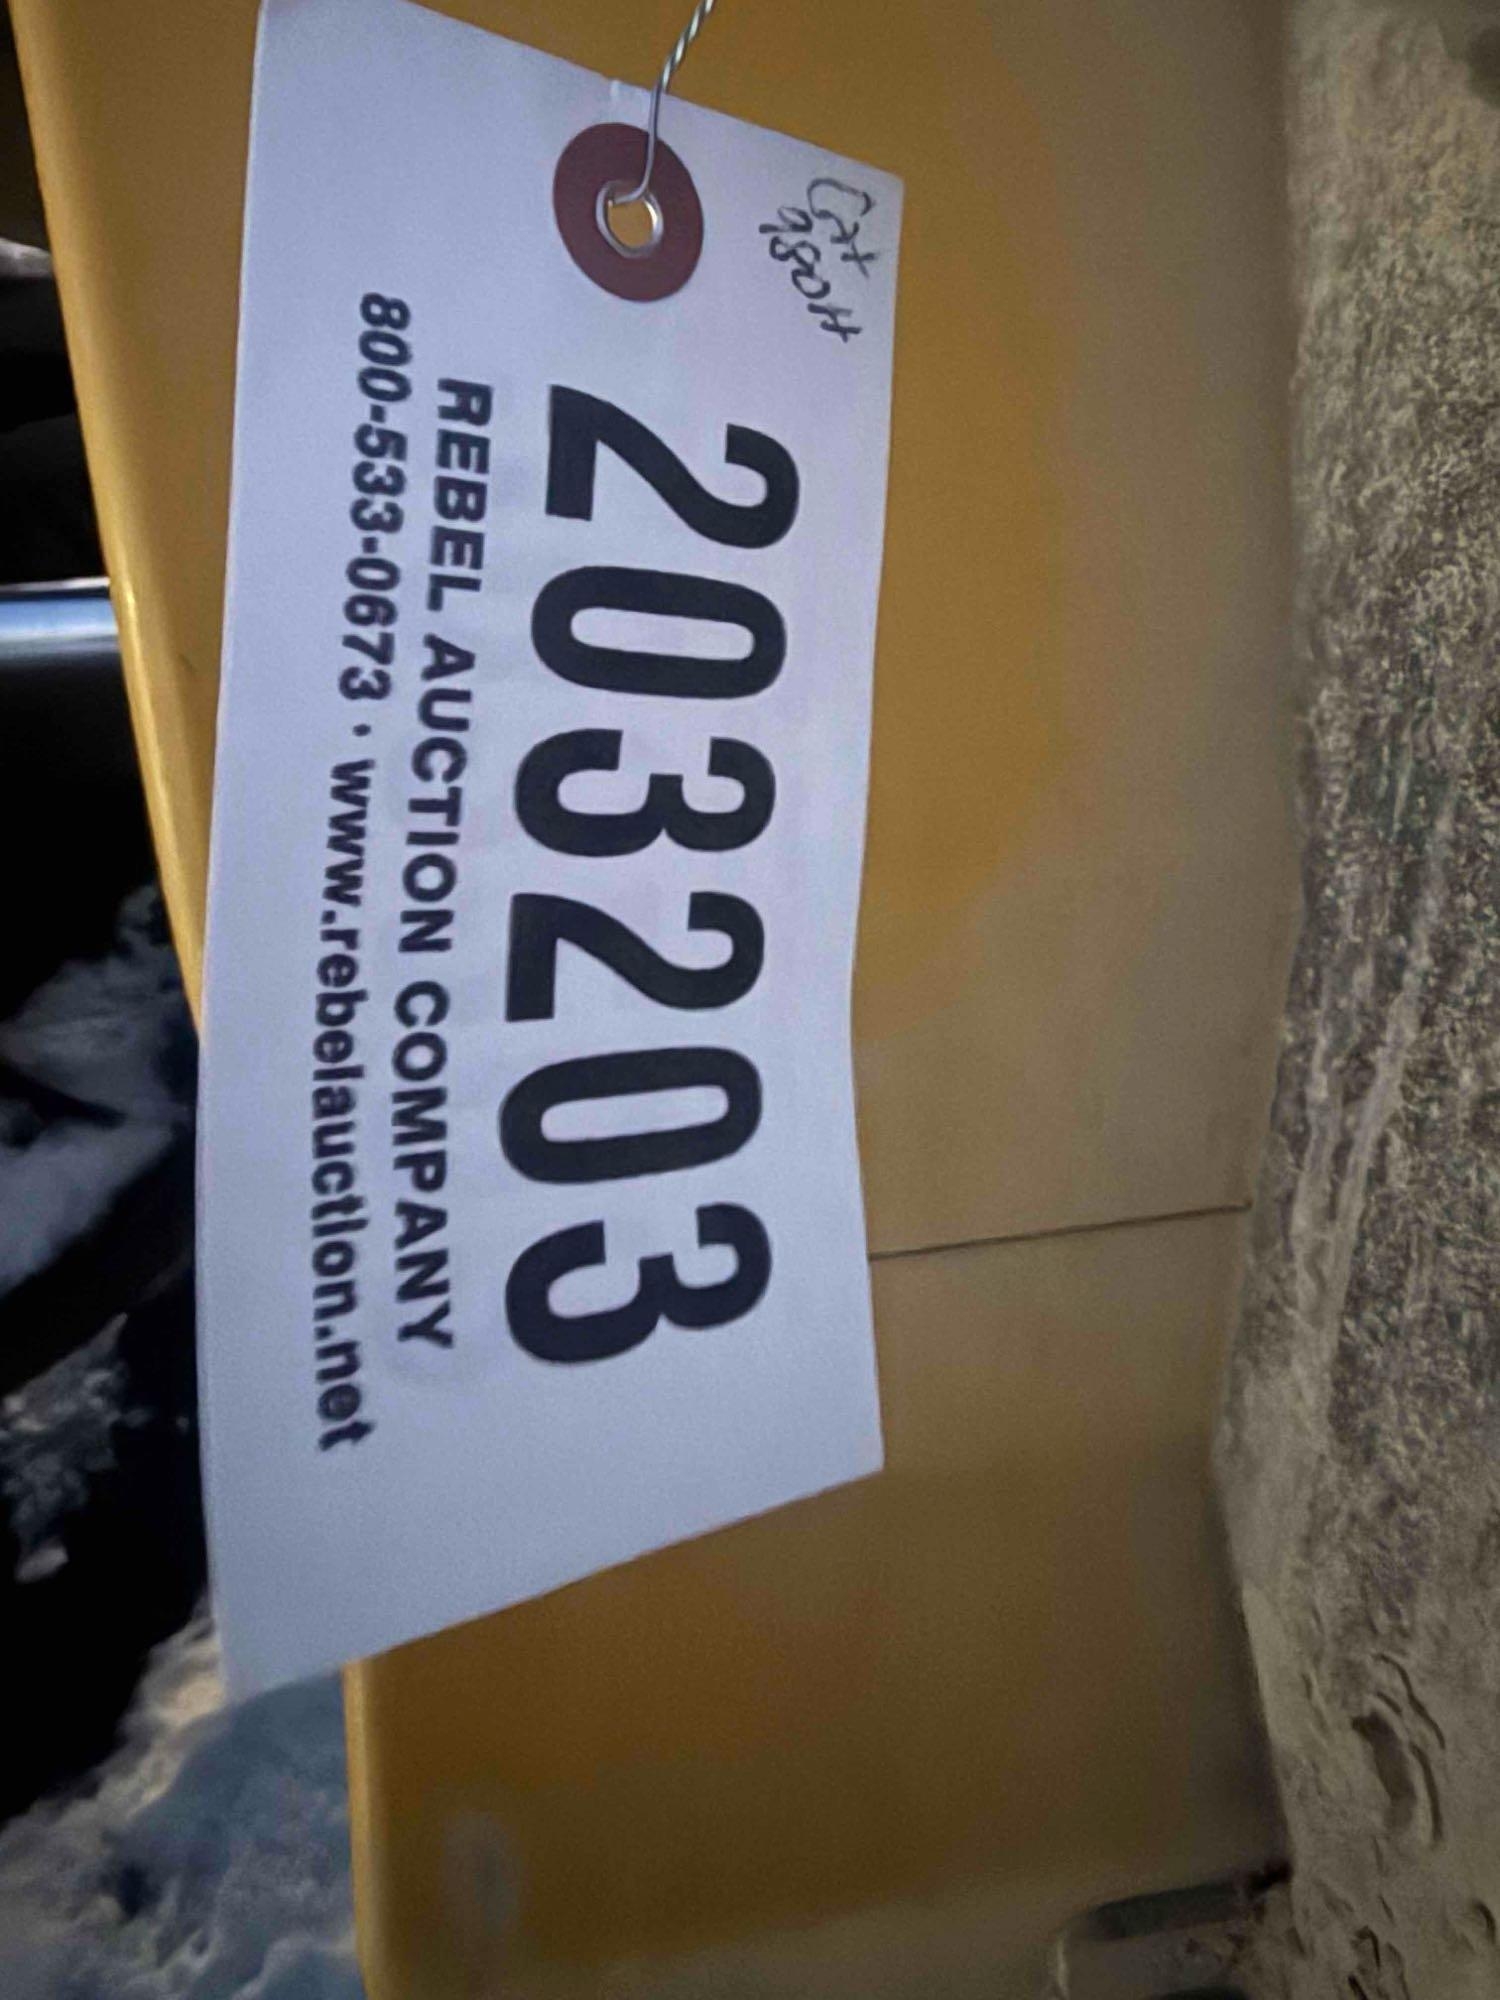 Cat
980H
203203
REBEL AUCTION COMPANY
800-533-0673 · www.rebelauction.net